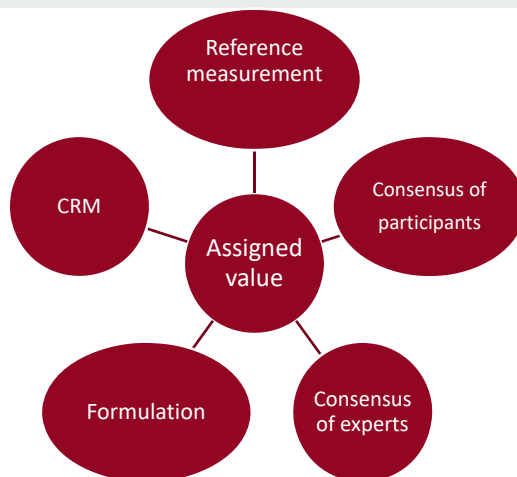 Reference
measurement
CRM
Consensus of
participants
Assigned
value
Formulation
Consensus
of experts